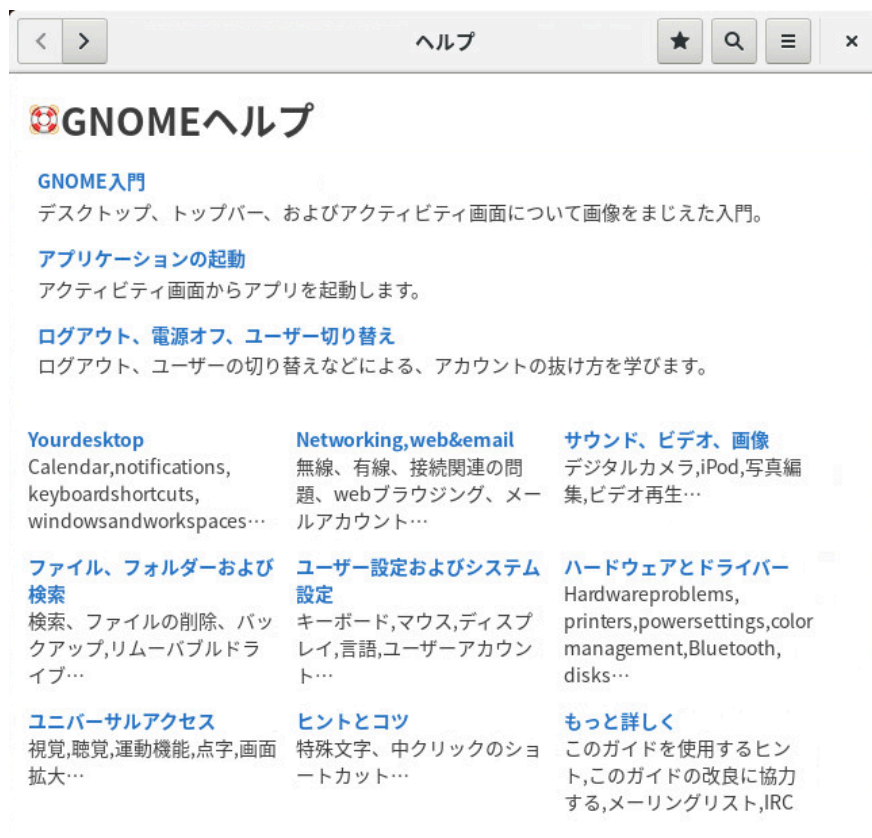 ヘルプ
GNOMEヘルプ
GNOME入門
デスクトップ、トップバー、およびアクティビティ画面について画像をまじえた入門。
アプリケーションの起動
アクティビティ画面からアプリを起動します。
ログアウト、電源オフ、ユーザー切り替え
ログアウト、ユーザーの切り替えなどによる、アカウントの抜け方を学びます。
Yourdesktop
Calendar,notifications,
keyboardshortcuts,
windowsandworkspaces…
Networking,web&email
無線、有線、接続関連の問
題、webブラウジング、メー
ルアカウント…
サウンド、ビデオ、画像
デジタルカメラ,iPod,写真編
集,ビデオ再生…
ファイル、フォルダーおよび
検索
検索、ファイルの削除、バッ
クアップ,リムーバブルドラ
イブ…
ユーザー設定およびシステム
設定
キーボード,マウス,ディスプ
レイ,言語,ユーザーアカウン
ト…
ハードウェアとドライバー
Hardwareproblems,
printers,powersettings,color
management,Bluetooth,
disks…
ユニバーサルアクセス
視覚,聴覚,運動機能,点字,画面
拡大…
ヒントとコツ
特殊文字、中クリックのショ
ートカット…
もっと詳しく
このガイドを使用するヒン
ト,このガイドの改良に協力
する,メーリングリスト,IRC